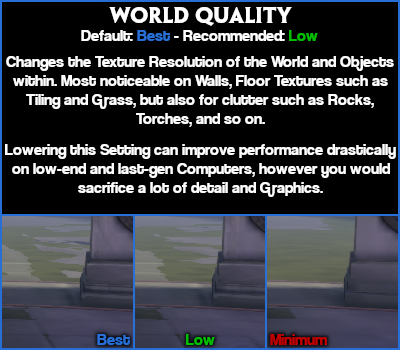 WORLD QUALITY
Default: Best - Recommended: Low
Changes the Texture Resolution of the World and Objects
within. Most noticeable on Walls, Floor Textures such as
Tiling and Grass, but also for clutter such as Rocks,
Torches, and so on.
Lowering this Setting can improve performance drastically
on low-end and last-gen Computers, however you would
sacrifice a lot of detail and Graphics.
Best
Low
Minimum